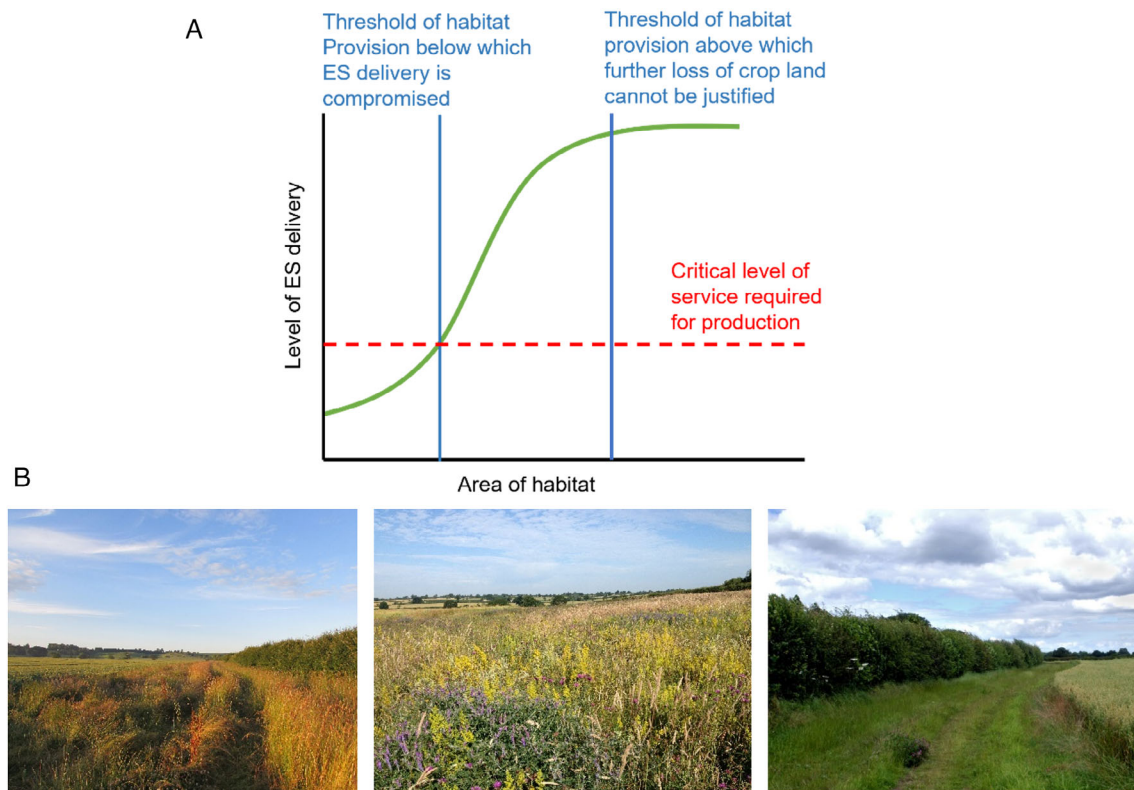 A
Threshold of habitat
Provision below which
ES delivery is
compromised
Threshold of habitat
provision above which
further loss of crop land
cannot be justified
Level of ES delivery
Critical level of
service required
for production
Area of habitat
B